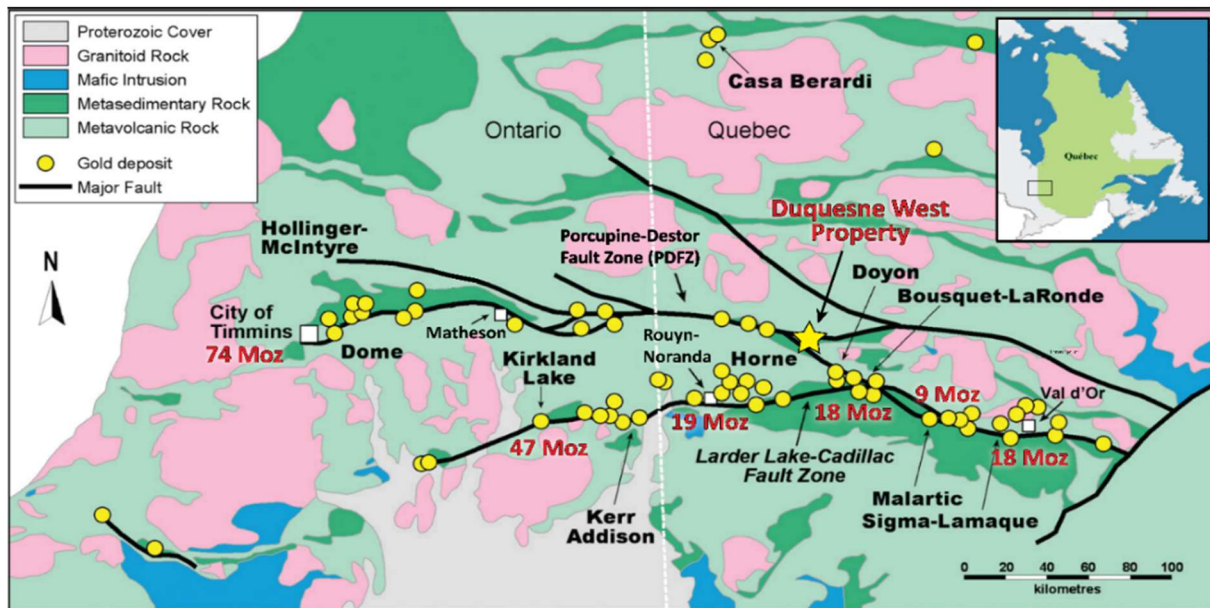 Proterozoic Cover
Granitoid Rock
Mafic Intrusion
Metasedimentary Rock
Metavolcanic Rock
Gold deposit
Major Fault
Casa Berardi
Ontario
Quebec
Québec
Duquesne West
Property
Hollinger-
McIntyre
Porcupine-Destor
Fault Zone (PDFZ)
N
Doyon
Bousquet-LaRonde
City of
Timmins
74 Moz
Dome
Matheson
Rouyn-
Noranda
Horne
Kirkland
Lake
9 Moz
Val d'Or
18 Moz
19 Moz
47 Moz
Larder Lake-Cadillac
Fault Zone
18 Moz
Kerr
Addison
Malartic
Sigma-Lamaque
0 20 40 60 80 100
kilometres